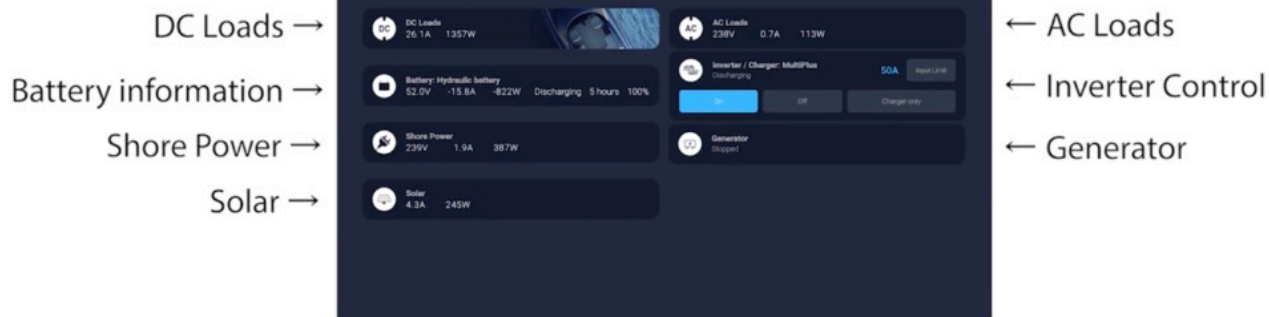 DC Loads →
Battery information →
Shore Power →
Solar →
DC
DC Loads
26.1A 1357W
Battery: Hydraulic battery
52.0V -15.8A -822W Discharging 5 hours 100%
Shore Power
239V 1.9A 387W
Solar
4.3A 245W
AC
AC Loads
238V 0.7A 113W
Inverter / Charger: MultiPlus
Discharging
50A Input Limit
On Off Charger only
Generator
Stopped
← AC Loads
← Inverter Control
← Generator